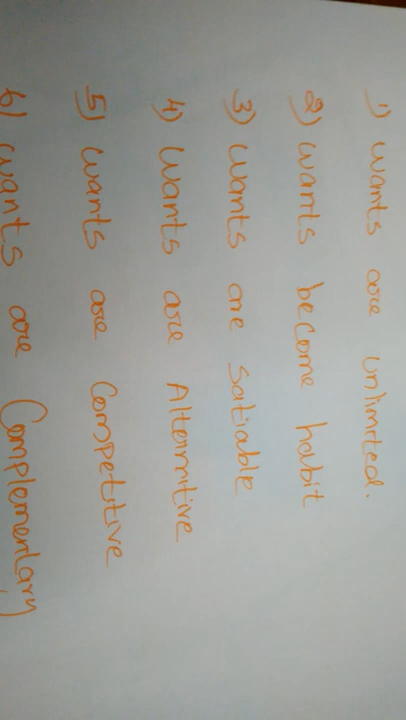 1) wants are unlimited.
2) wants become habit
3) wants are satiable
4) wants are Alternitive
5) wants are Competitive
6) wants are Complementary